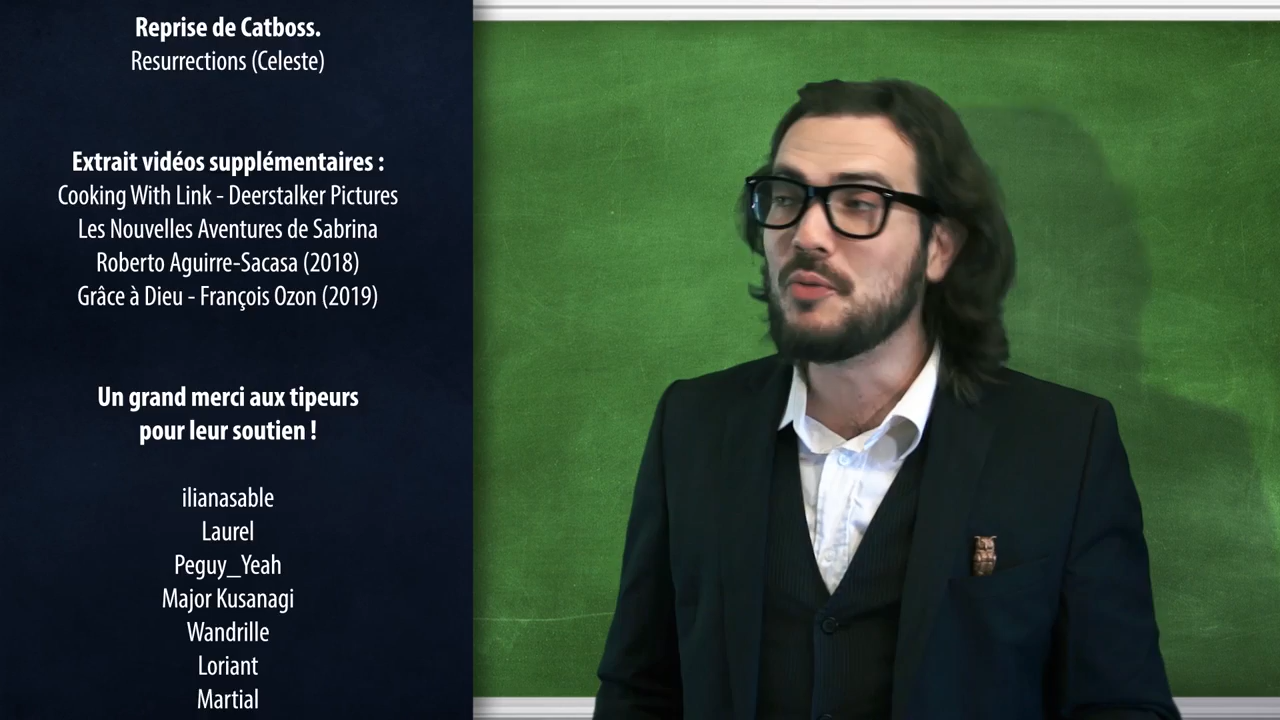 Reprise de Catboss.
Resurrections (Celeste)
Extrait vidéos supplémentaires :
Cooking With Link - Deerstalker Pictures
Les Nouvelles Aventures de Sabrina
Roberto Aguirre-Sacasa (2018)
Grâce à Dieu - François Ozon (2019)
Un grand merci aux tipeurs
pour leur soutien !
ilianasable
Laurel
Peguy_Yeah
Major Kusanagi
Wandrille
Loriant
Martial